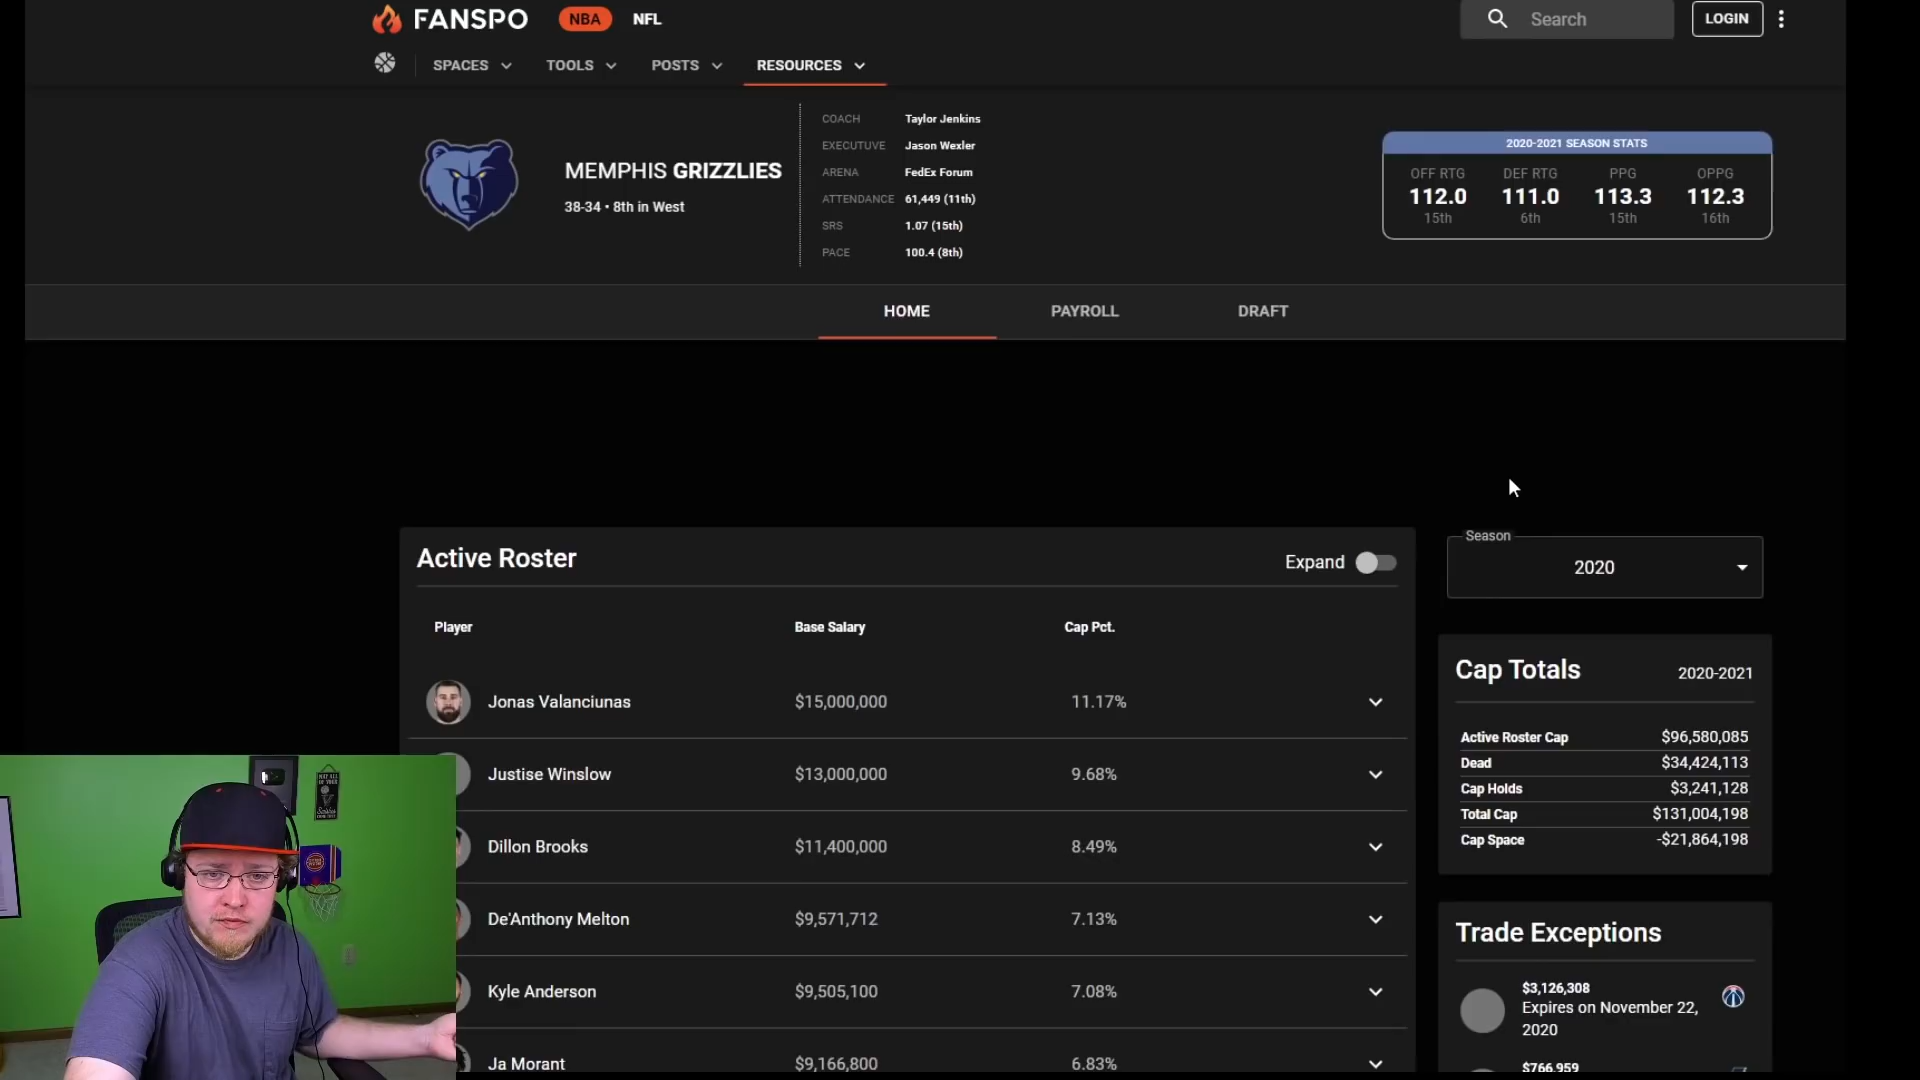 FANSPO NBA NFL Search LOGIN
SPACES TOOLS POSTS RESOURCES
MEMPHIS GRIZZLIES
38-34 • 8th in West
COACH Taylor Jenkins
EXECUTUVE Jason Wexler
ARENA FedEx Forum
ATTENDANCE 61,449 (11th)
SRS 1.07 (15th)
PACE 100.4 (8th)
2020-2021 SEASON STATS
OFF RTG DEF RTG PPG OPPG
112.0 111.0 113.3 112.3
15th 6th 15th 16th
HOME PAYROLL DRAFT
Active Roster Expand
Player Base Salary Cap Pct.
Jonas Valanciunas $15,000,000 11.17%
Justise Winslow $13,000,000 9.68%
Dillon Brooks $11,400,000 8.49%
De'Anthony Melton $9,571,712 7.13%
Kyle Anderson $9,505,100 7.08%
Ja Morant $9,166,800 6.83%
Season
2020
Cap Totals 2020-2021
Active Roster Cap $96,580,085
Dead $34,424,113
Cap Holds $3,241,128
Total Cap $131,004,198
Cap Space -$21,864,198
Trade Exceptions
$3,126,308
Expires on November 22,
2020
$766,959